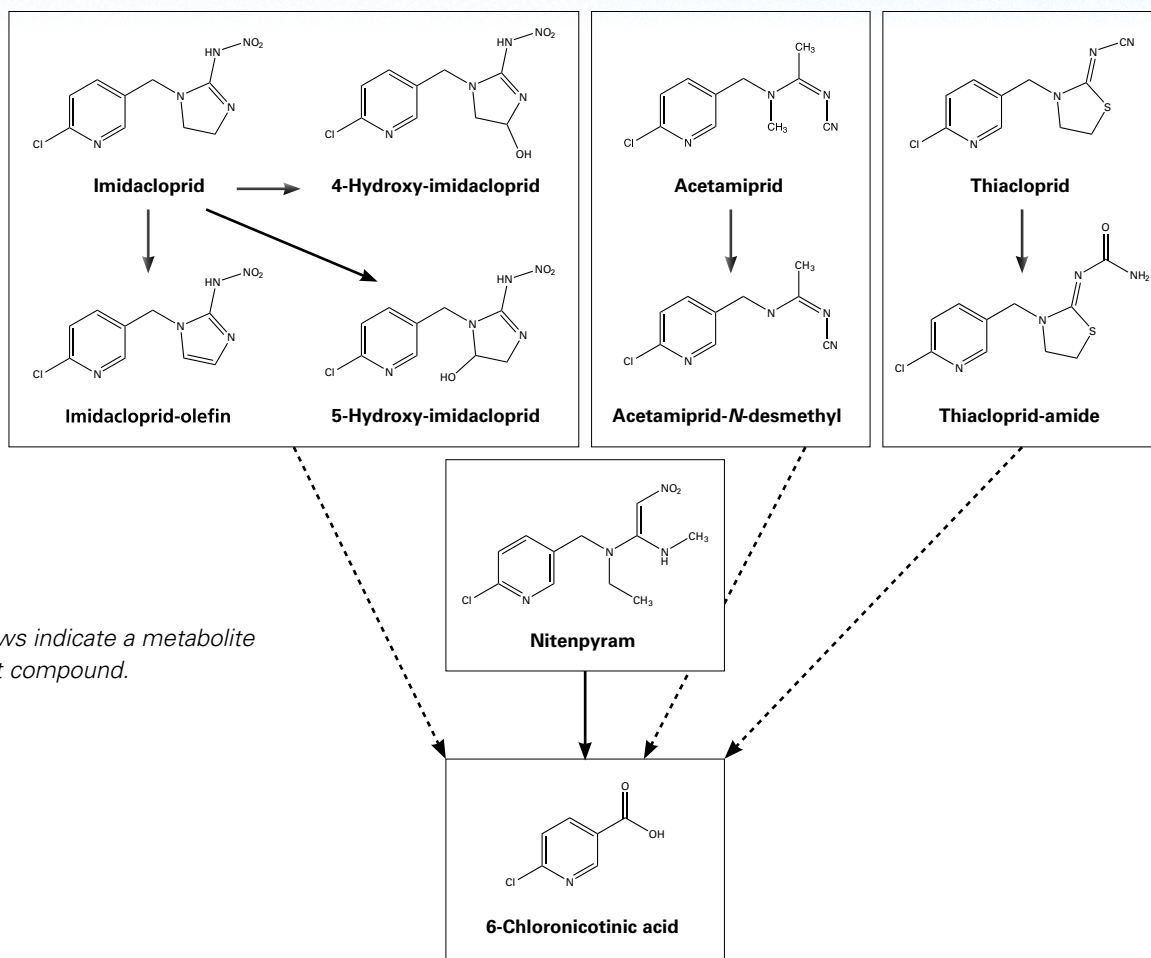 HN
NO2
N
N
Cl
N
Imidacloprid
HN
NO2
N
N
Cl
N
OH
4-Hydroxy-imidacloprid
HN
NO2
N
N
Cl
N
Imidacloprid-olefin
HN
NO2
N
N
Cl
N
HO
5-Hydroxy-imidacloprid
CH3
N
N
CH3
CN
Cl
N
Acetamiprid
CH3
N
N
CN
Cl
N
Acetamiprid-N-desmethyl
CN
N
N
S
Cl
N
Thiacloprid
O
N
NH2
N
S
Cl
N
Thiacloprid-amide
NO2
N
N
H
CH3
CH3
Cl
N
Nitenpyram
ws indicate a metabolite
t compound.
O
OH
Cl
N
6-Chloronicotinic acid